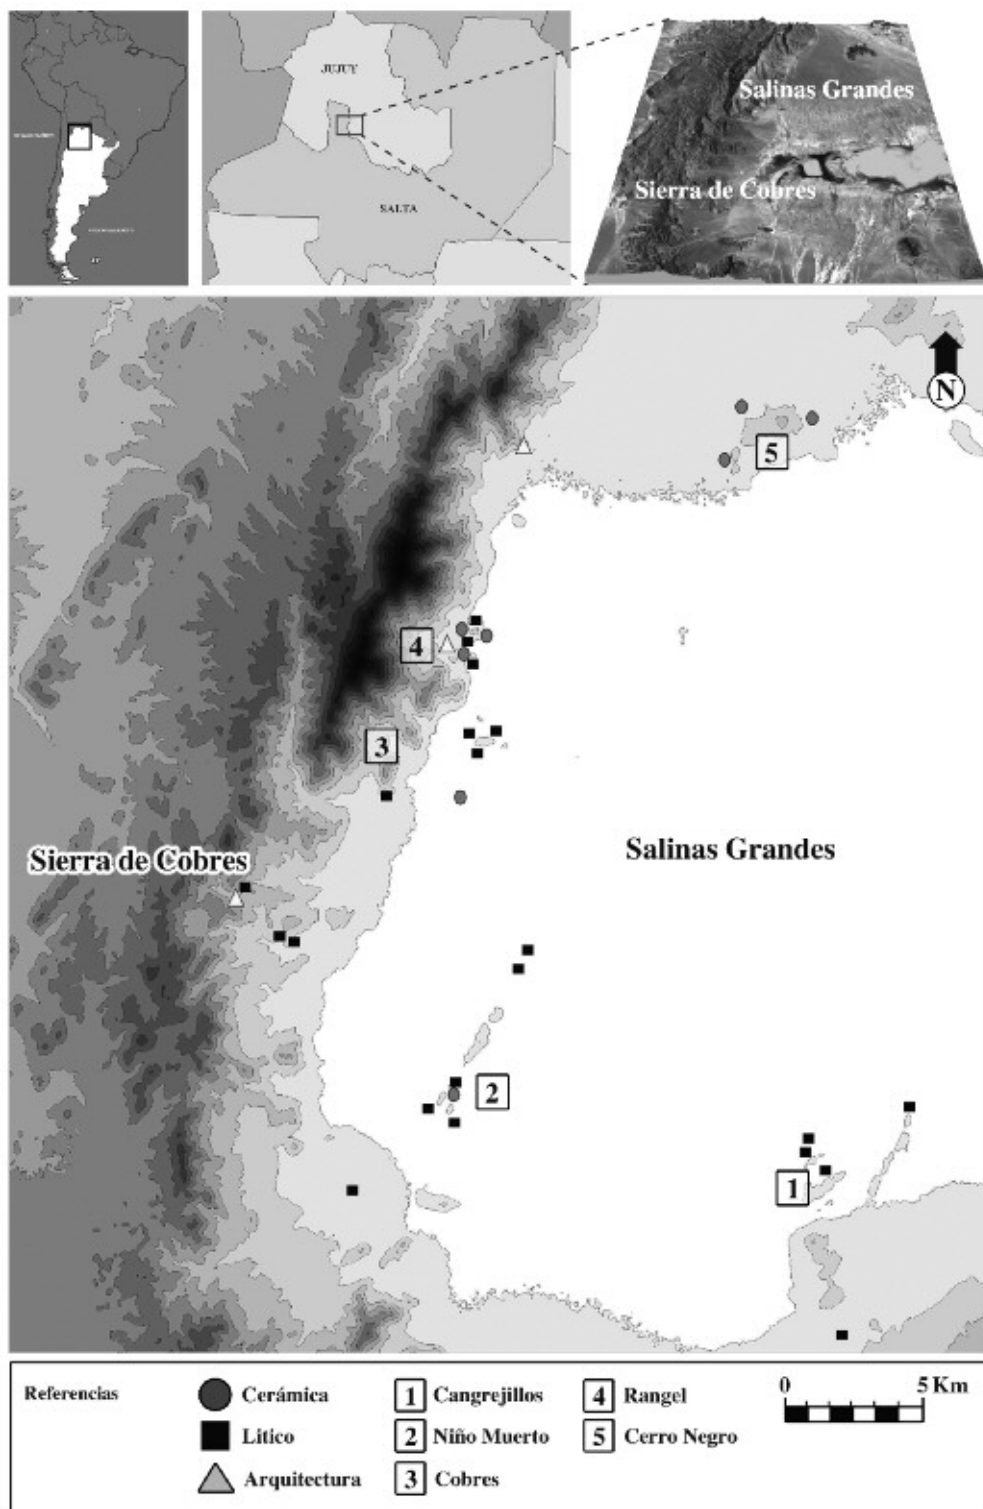 JUJUY
SALTA
Salinas Grandes
Sierra de Cobres
N
5
4
3
Sierra de Cobres
Salinas Grandes
2
1
Referencias
Cerámica
Lítico
Arquitectura
1 Cangrejillos
2 Niño Muerto
3 Cobres
4 Rangel
5 Cerro Negro
0 5 Km